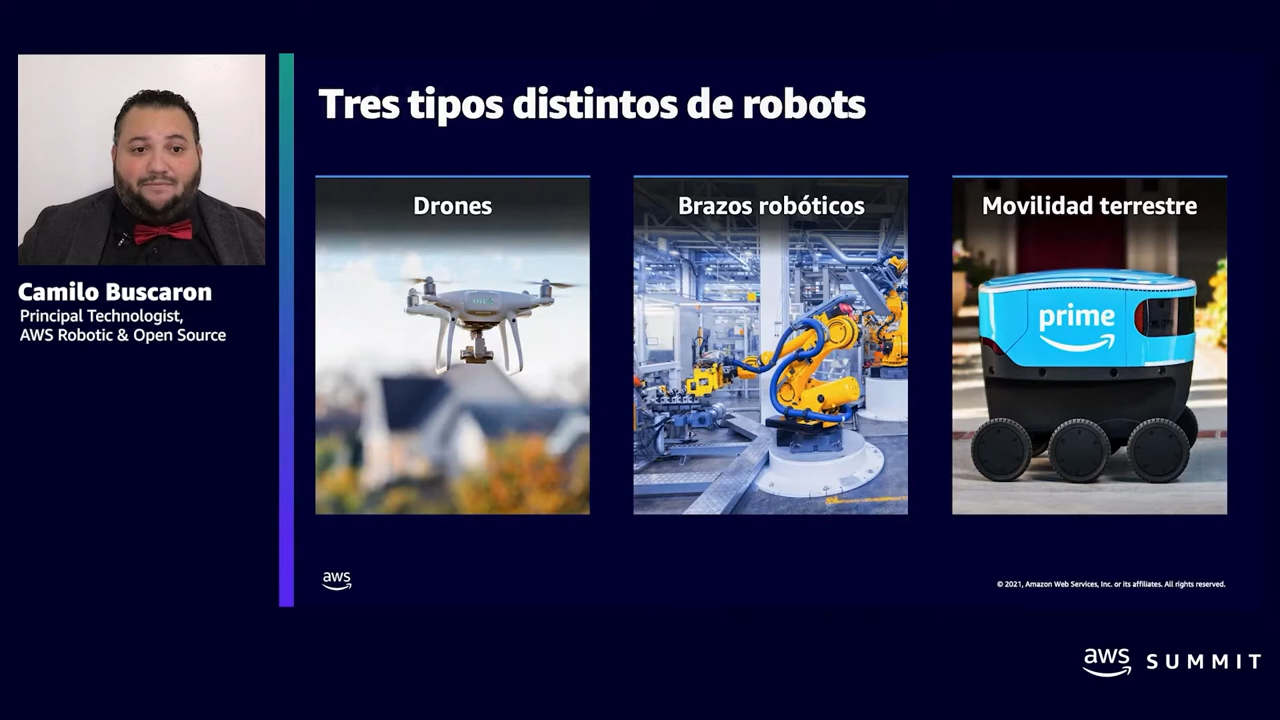 Tres tipos distintos de robots
Camilo Buscaron
Principal Technologist,
AWS Robotic & Open Source
Drones
Brazos robóticos
Movilidad terrestre
prime
aws
© 2021, Amazon Web Services, Inc. or its affiliates. All rights reserved.
aws SUMMIT